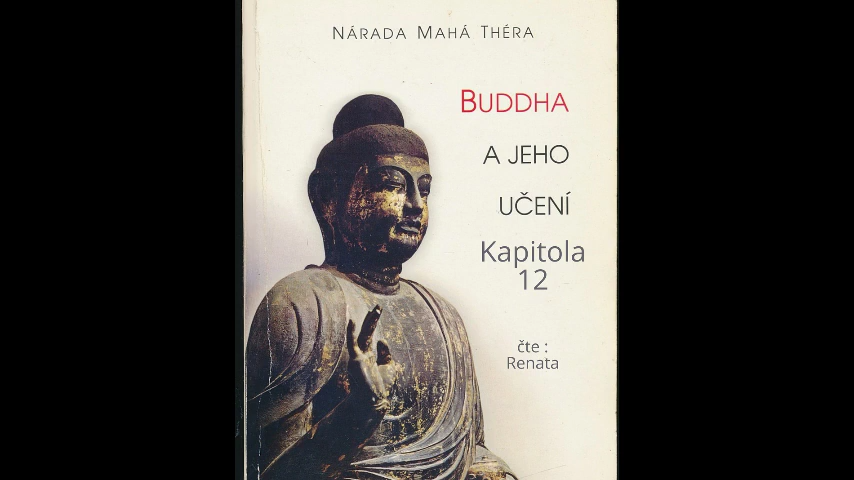 NÁRADA MAHÁ THÉRA
BUDDHA
A JEHO
UČENÍ
Kapitola
12
čte :
Renata